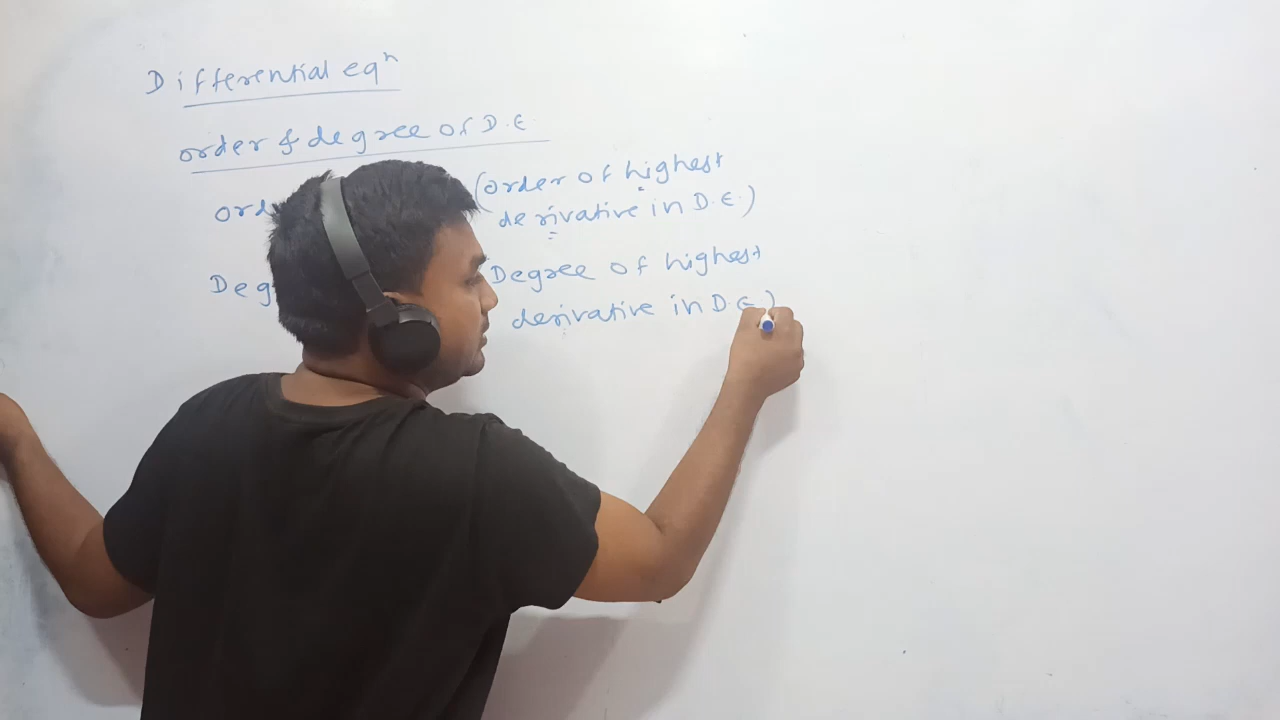 Differential eqⁿ
order & degree of D.E.
(order of highest
derivative in D.E.)
Degree of highest
derivative in D.E.)